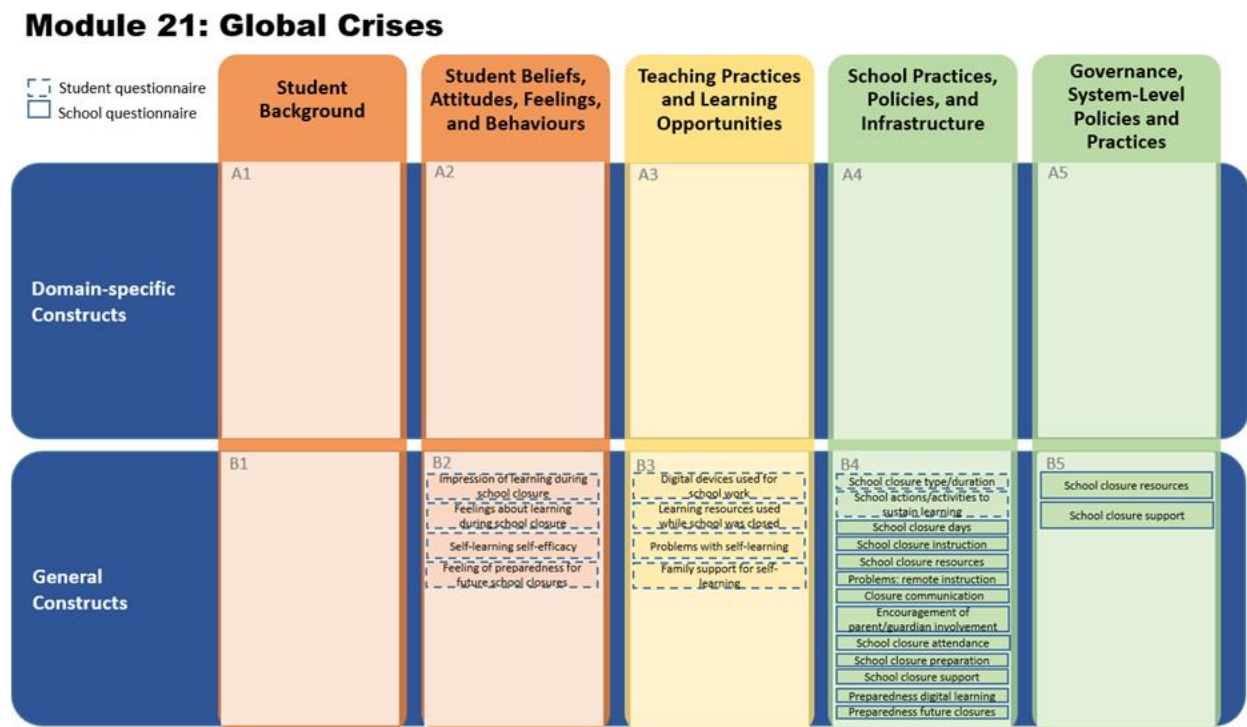 Module 21: Global Crises
Student questionnaire
School questionnaire
Student
Background
Student Beliefs,
Attitudes, Feelings,
and Behaviours
Teaching Practices
and Learning
Opportunities
School Practices,
Policies, and
Infrastructure
Governance,
System-Level
Policies and
Practices
Domain-specific
Constructs
A1
A2
A3
A4
A5
General
Constructs
B1
B2
Impression of learning during
school closure
Feelings about learning
during school closure
Self-learning self-efficacy
Feeling of preparedness for
future school closures
B3
Digital devices used for
school work
Learning resources used
while school was closed
Problems with self-learning
Family support for self-
learning
B4
School closure type/duration
School actions/activities to
sustain learning
School closure days
School closure instruction
School closure resources
Problems: remote instruction
Closure communication
Encouragement of
parent/guardian involvement
School closure attendance
School closure preparation
School closure support
Preparedness digital learning
Preparedness future closures
B5
School closure resources
School closure support